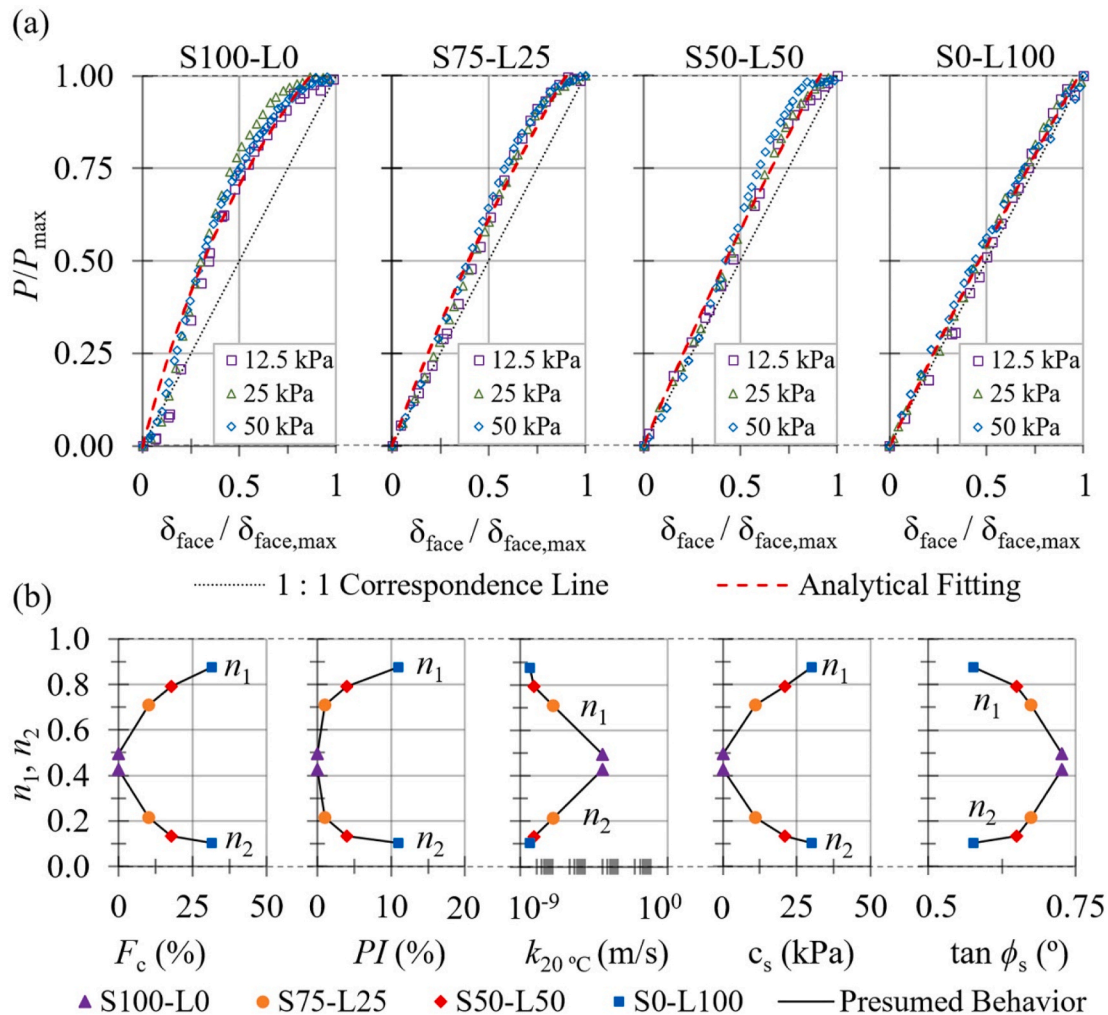 (a)
S100-L0 S75-L25 S50-L50 S0-L100
1.00
0.75
0.50
0.25
0.00
P/Pmax
12.5 kPa 12.5 kPa 12.5 kPa 12.5 kPa
25 kPa 25 kPa 25 kPa 25 kPa
50 kPa 50 kPa 50 kPa 50 kPa
0 0.5 1 0 0.5 1 0 0.5 1 0 0.5 1
δface / δface,max δface / δface,max δface / δface,max δface / δface,max
1 : 1 Correspondence Line Analytical Fitting
(b)
1.0
0.8
0.6
0.4
0.2
0.0
n1, n2
n1 n1 n1 n1 n1
n2 n2 n2 n2 n2
0 25 50 0 10 20 10-9 100 0 25 50 0.5 0.75
Fc (%) PI (%) k20 ºC (m/s) cs (kPa) tan ϕs (º)
S100-L0 S75-L25 S50-L50 S0-L100 Presumed Behavior